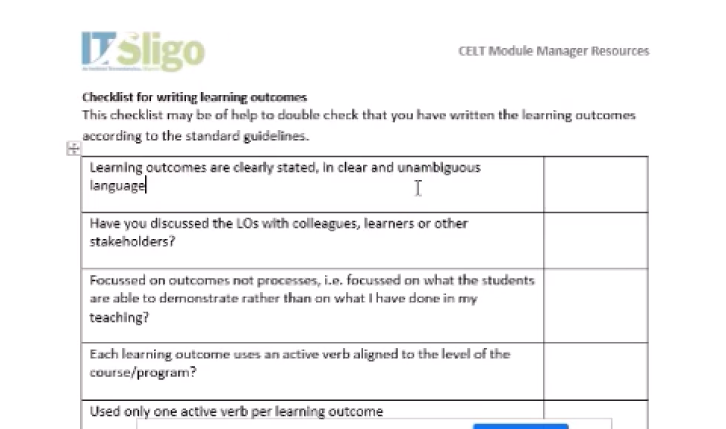 IT Sligo
CELT Module Manager Resources
Checklist for writing learning outcomes
This checklist may be of help to double check that you have written the learning outcomes
according to the standard guidelines.
Learning outcomes are clearly stated, in clear and unambiguous
language
Have you discussed the LOs with colleagues, learners or other
stakeholders?
Focussed on outcomes not processes, i.e. focussed on what the students
are able to demonstrate rather than on what I have done in my
teaching?
Each learning outcome uses an active verb aligned to the level of the
course/program?
Used only one active verb per learning outcome